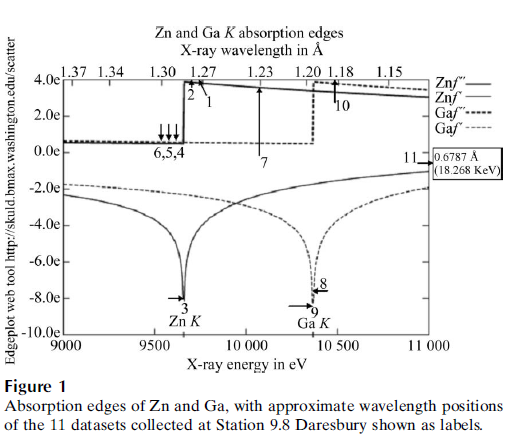 Zn and Ga K absorption edges
X-ray wavelength in Å
1.37 1.34 1.30 1.27 1.23 1.20 1.18 1.15
4.0e
2.0e
0.0e
-2.0e
-4.0e
-6.0e
-8.0e
-10.0e
Edgeplot web tool http://skuld.bmax.washington.edu/scatter
Znf″
Znf′
Gaf″
Gaf′
2 1 10
6,5,4 7 11
0.6787 Å
(18.268 KeV)
8
3 9
Zn K Ga K
9000 9500 10 000 10 500 11 000
X-ray energy in eV
Figure 1
Absorption edges of Zn and Ga, with approximate wavelength positions
of the 11 datasets collected at Station 9.8 Daresbury shown as labels.